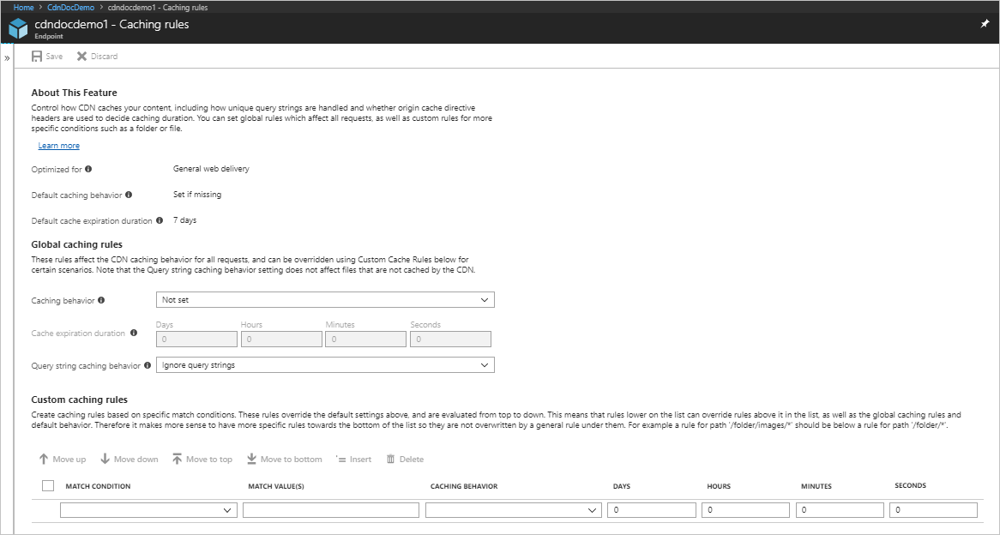 Home > CdnDocDemo > cdndocdemo1 - Caching rules
cdndocdemo1 - Caching rules
Endpoint
» Save Discard
About This Feature
Control how CDN caches your content, including how unique query strings are handled and whether origin cache directive
headers are used to decide caching duration. You can set global rules which affect all requests, as well as custom rules for more
specific conditions such as a folder or file.
Learn more
Optimized for General web delivery
Default caching behavior Set if missing
Default cache expiration duration 7 days
Global caching rules
These rules affect the CDN caching behavior for all requests, and can be overridden using Custom Cache Rules below for
certain scenarios. Note that the Query string caching behavior setting does not affect files that are not cached by the CDN.
Caching behavior Not set
Days Hours Minutes Seconds
Cache expiration duration 0 0 0 0
Query string caching behavior Ignore query strings
Custom caching rules
Create caching rules based on specific match conditions. These rules override the default settings above, and are evaluated from top to down. This means that rules lower on the list can override rules above it in the list, as well as the global caching rules and
default behavior. Therefore it makes more sense to have more specific rules towards the bottom of the list so they are not overwritten by a general rule under them. For example a rule for path '/folder/images/*' should be below a rule for path '/folder/*'.
Move up Move down Move to top Move to bottom Insert Delete
MATCH CONDITION MATCH VALUE(S) CACHING BEHAVIOR DAYS HOURS MINUTES SECONDS
0 0 0 0